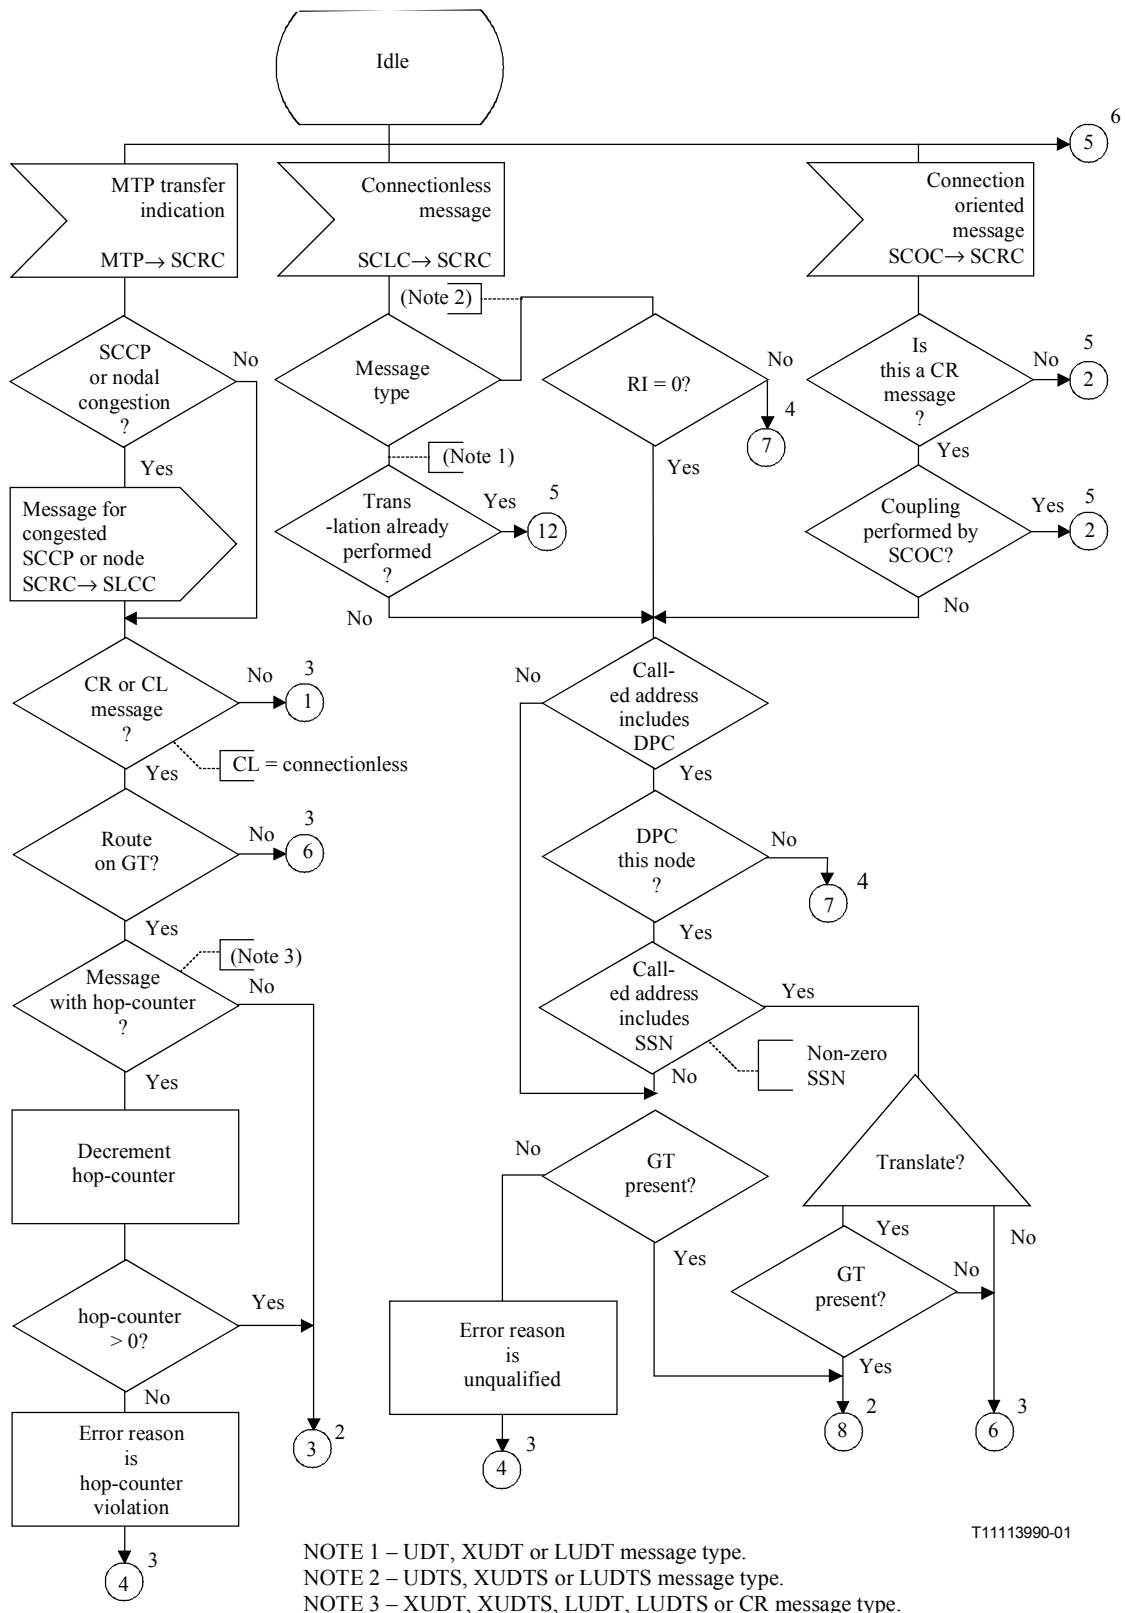 Idle
6
5
MTP transfer
indication
MTP→ SCRC
Connectionless
message
SCLC→ SCRC
Connection
oriented
message
SCOC→ SCRC
(Note 2)
SCCP
or nodal
congestion
?
No
Yes
Message
type
RI = 0?
No
4
7
Yes
Is
this a CR
message
?
No
5
2
Yes
(Note 1)
Message for
congested
SCCP or node
SCRC→ SLCC
Trans
-lation already
performed
?
Yes
5
12
No
Coupling
performed by
SCOC?
Yes
5
2
No
CR or CL
message
?
No
3
1
CL = connectionless
Yes
Call-
ed address
includes
DPC
No
Yes
Route
on GT?
No
3
6
Yes
DPC
this node
?
No
4
7
Yes
(Note 3)
Message
with hop-counter
?
No
Yes
Call-
ed address
includes
SSN
Yes
Non-zero
SSN
No
Decrement
hop-counter
GT
present?
No
Yes
Translate?
Yes
No
hop-counter
> 0?
Yes
No
GT
present?
No
Yes
Error reason
is
unqualified
3
4
2
8
3
6
2
3
Error reason
is
hop-counter
violation
3
4
T11113990-01
NOTE 1 – UDT, XUDT or LUDT message type.
NOTE 2 – UDTS, XUDTS or LUDTS message type.
NOTE 3 – XUDT, XUDTS, LUDT, LUDTS or CR message type.